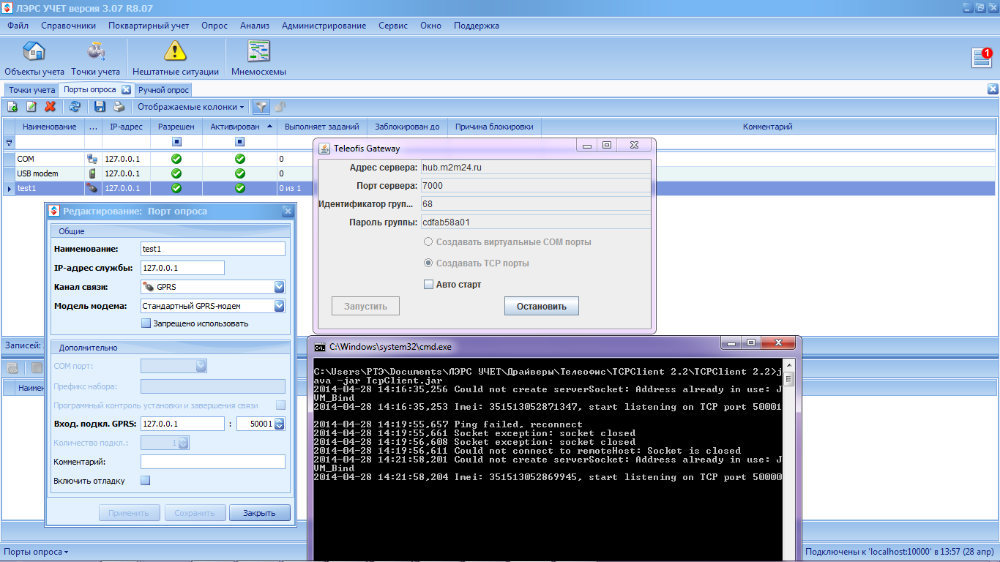 ЛЭРС УЧЕТ версия 3.07 R8.07
Файл Справочники Поквартирный учет Опрос Анализ Администрирование Сервис Окно Поддержка
Объекты учета Точки учета Нештатные ситуации Мнемосхемы
1
Точки учета Порты опроса Ручной опрос
Отображаемые колонки
Наименование ... IP-адрес Разрешен Активирован Выполняет заданий Заблокирован до Причина блокировки Комментарий
COM 127.0.0.1 0
USB modem 127.0.0.1 0
test1 127.0.0.1 0 из 1
Записей:
Наимен
Редактирование: Порт опроса
Общие
Наименование: test1
IP-адрес службы: 127.0.0.1
Канал связи: GPRS
Модель модема: Стандартный GPRS-модем
Запрещено использовать
Дополнительно
COM порт:
Префикс набора:
Программный контроль установки и завершения связи
Вход. подкл. GPRS: 127.0.0.1 : 50001
Количество подкл.: 1
Комментарий:
Включить отладку
Применить Сохранить Закрыть
Teleofis Gateway
Адрес сервера: hub.m2m24.ru
Порт сервера: 7000
Идентификатор груп... 68
Пароль группы: cdfab58a01
Создавать виртуальные COM порты
Создавать TCP порты
Авто старт
Запустить Остановить
C:\Windows\system32\cmd.exe
C:\Users\РТЭ\Documents\ЛЭРС УЧЕТ\Драйверы\Телеофис\TCPClient 2.2\TCPClient 2.2>j
ava -jar TcpClient.jar
2014-04-28 14:16:35,256 Could not create serverSocket: Address already in use: J
VM_Bind
2014-04-28 14:16:35,253 Imei: 351513052871347, start listening on TCP port 50001
2014-04-28 14:19:55,657 Ping failed, reconnect
2014-04-28 14:19:55,661 Socket exception: socket closed
2014-04-28 14:19:56,608 Socket exception: socket closed
2014-04-28 14:19:56,611 Could not connect to remoteHost: Socket is closed
2014-04-28 14:21:58,201 Could not create serverSocket: Address already in use: J
VM_Bind
2014-04-28 14:21:58,204 Imei: 351513052869945, start listening on TCP port 50000
Порты опроса
Подключены к 'localhost:10000' в 13:57 (28 апр)